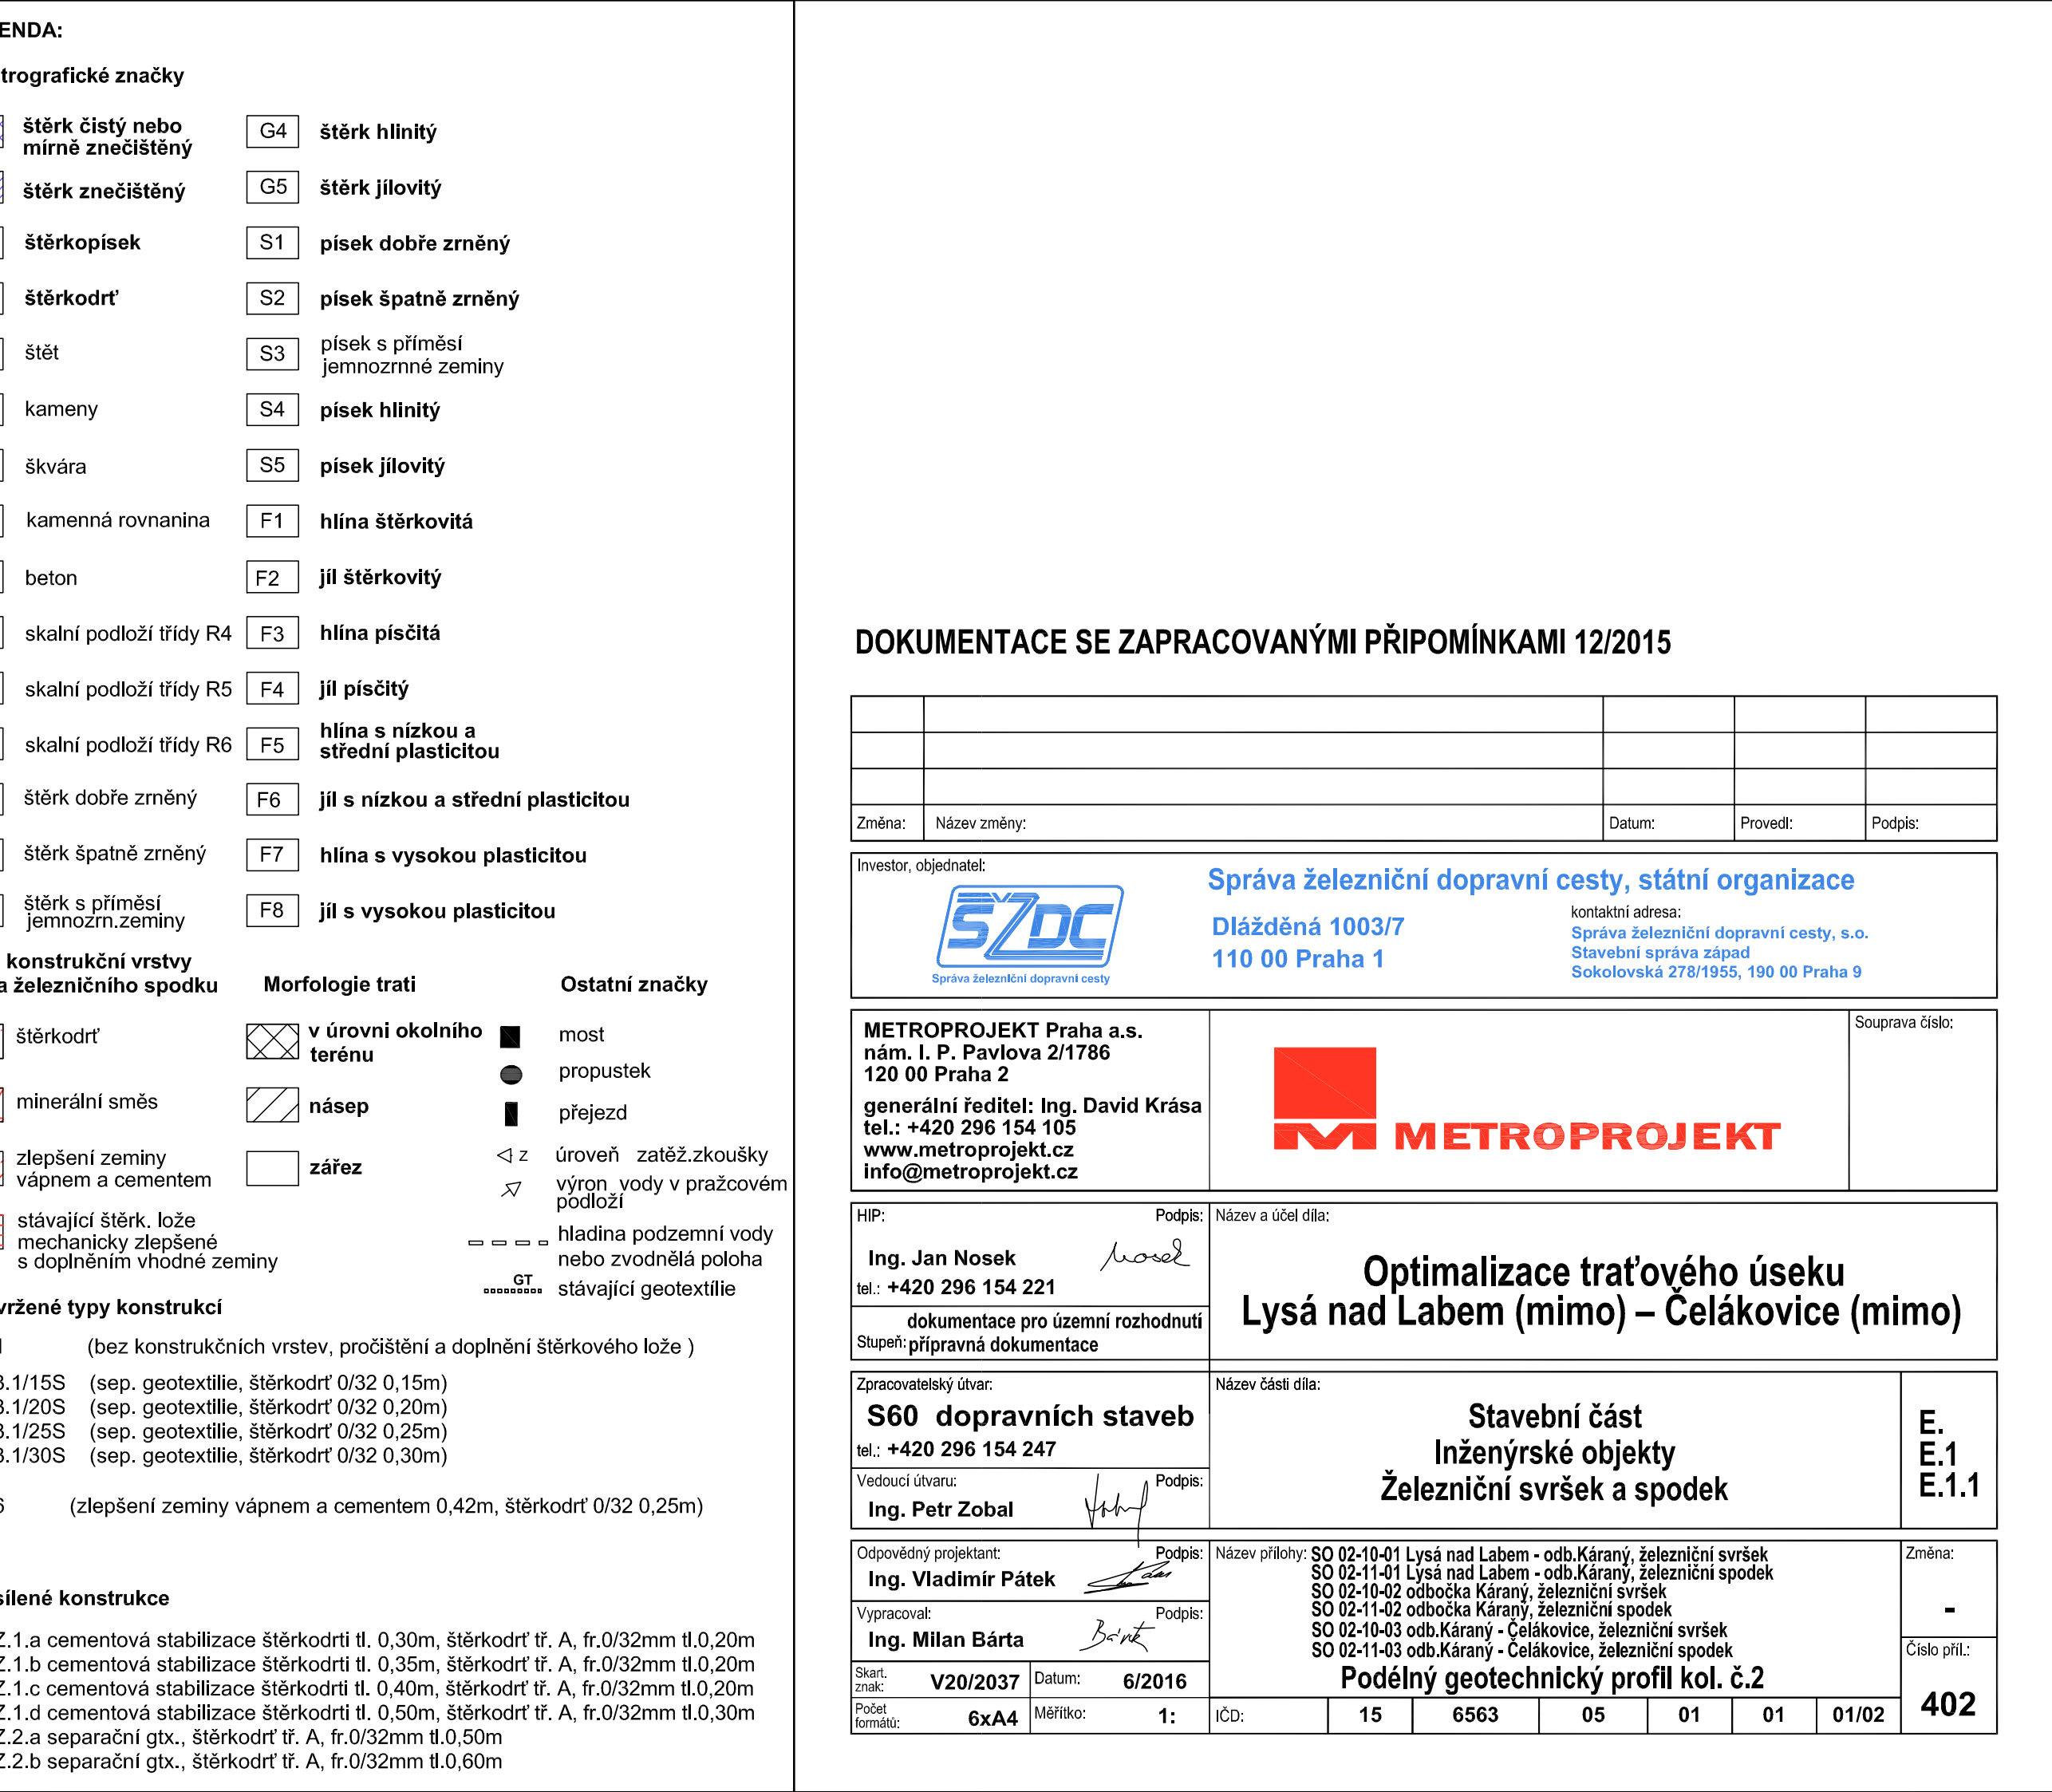 ENDA:
trografické značky
štěrk čistý nebo
mírně znečištěný
štěrk znečištěný
štěrkopísek
štěrkodrť
štět
kameny
škvára
kamenná rovnanina
beton
skalní podloží třídy R4
skalní podloží třídy R5
skalní podloží třídy R6
štěrk dobře zrněný
štěrk špatně zrněný
štěrk s příměsí
jemnozrn.zeminy
G4 štěrk hlinitý
G5 štěrk jílovitý
S1 písek dobře zrněný
S2 písek špatně zrněný
S3 písek s příměsí
jemnozrnné zeminy
S4 písek hlinitý
S5 písek jílovitý
F1 hlína štěrkovitá
F2 jíl štěrkovitý
F3 hlína písčitá
F4 jíl písčitý
F5 hlína s nízkou a
střední plasticitou
F6 jíl s nízkou a střední plasticitou
F7 hlína s vysokou plasticitou
F8 jíl s vysokou plasticitou
konstrukční vrstvy
a železničního spodku
štěrkodrť
minerální směs
zlepšení zeminy
vápnem a cementem
stávající štěrk. lože
mechanicky zlepšené
s doplněním vhodné zeminy
Morfologie trati
v úrovni okolního
terénu
násep
zářez
Ostatní značky
most
propustek
přejezd
z úroveň zatěž.zkoušky
výron vody v pražcovém
podloží
hladina podzemní vody
nebo zvodnělá poloha
GT stávající geotextílie
vržené typy konstrukcí
(bez konstrukčních vrstev, pročištění a doplnění štěrkového lože )
3.1/15S (sep. geotextilie, štěrkodrť 0/32 0,15m)
3.1/20S (sep. geotextilie, štěrkodrť 0/32 0,20m)
3.1/25S (sep. geotextilie, štěrkodrť 0/32 0,25m)
3.1/30S (sep. geotextilie, štěrkodrť 0/32 0,30m)
6 (zlepšení zeminy vápnem a cementem 0,42m, štěrkodrť 0/32 0,25m)
sílené konstrukce
Z.1.a cementová stabilizace štěrkodrti tl. 0,30m, štěrkodrť tř. A, fr.0/32mm tl.0,20m
Z.1.b cementová stabilizace štěrkodrti tl. 0,35m, štěrkodrť tř. A, fr.0/32mm tl.0,20m
Z.1.c cementová stabilizace štěrkodrti tl. 0,40m, štěrkodrť tř. A, fr.0/32mm tl.0,20m
Z.1.d cementová stabilizace štěrkodrti tl. 0,50m, štěrkodrť tř. A, fr.0/32mm tl.0,30m
Z.2.a separační gtx., štěrkodrť tř. A, fr.0/32mm tl.0,50m
Z.2.b separační gtx., štěrkodrť tř. A, fr.0/32mm tl.0,60m
DOKUMENTACE SE ZAPRACOVANÝMI PŘIPOMÍNKAMI 12/2015
Změna: Název změny: Datum: Provedl: Podpis:
Investor, objednatel:
SŽDC
Správa železniční dopravní cesty
Správa železniční dopravní cesty, státní organizace
Dlážděná 1003/7
110 00 Praha 1
kontaktní adresa:
Správa železniční dopravní cesty, s.o.
Stavební správa západ
Sokolovská 278/1955, 190 00 Praha 9
METROPROJEKT Praha a.s.
nám. I. P. Pavlova 2/1786
120 00 Praha 2
generální ředitel: Ing. David Krása
tel.: +420 296 154 105
www.metroprojekt.cz
info@metroprojekt.cz
METROPROJEKT
Souprava číslo:
HIP: Podpis:
Ing. Jan Nosek Nosek
tel.: +420 296 154 221
dokumentace pro územní rozhodnutí
Stupeň: přípravná dokumentace
Název a účel díla:
Optimalizace traťového úseku
Lysá nad Labem (mimo) – Čelákovice (mimo)
Zpracovatelský útvar:
S60 dopravních staveb
tel.: +420 296 154 247
Vedoucí útvaru: Podpis:
Ing. Petr Zobal
Název části díla:
Stavební část
Inženýrské objekty
Železniční svršek a spodek
E.
E.1
E.1.1
Odpovědný projektant: Podpis:
Ing. Vladimír Pátek
Vypracoval: Podpis:
Ing. Milan Bárta Bárta
Skart.
znak: V20/2037 Datum: 6/2016
Počet
formátů: 6xA4 Měřítko: 1:
Název přílohy: SO 02-10-01 Lysá nad Labem - odb.Káraný, železniční svršek
SO 02-11-01 Lysá nad Labem - odb.Káraný, železniční spodek
SO 02-10-02 odbočka Káraný, železniční svršek
SO 02-11-02 odbočka Káraný, železniční spodek
SO 02-10-03 odb.Káraný - Čelákovice, železniční svršek
SO 02-11-03 odb.Káraný - Čelákovice, železniční spodek
Podélný geotechnický profil kol. č.2
IČD: 15 6563 05 01 01 01/02
Změna:
-
Číslo příl.:
402